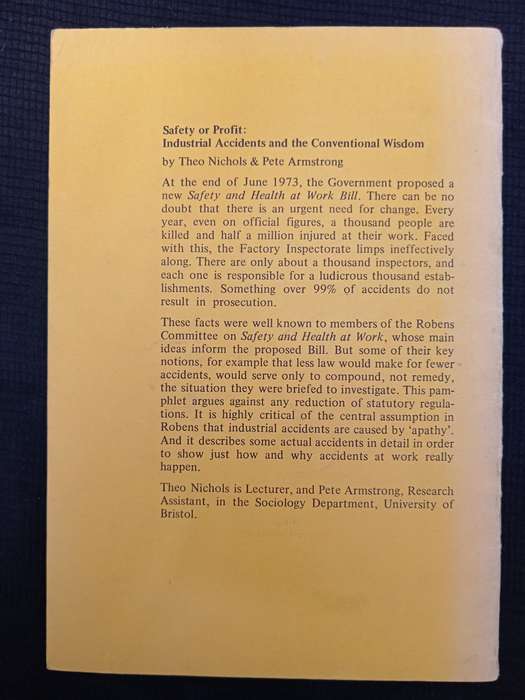 Safety or Profit:
Industrial Accidents and the Conventional Wisdom
by Theo Nichols & Pete Armstrong
At the end of June 1973, the Government proposed a
new Safety and Health at Work Bill. There can be no
doubt that there is an urgent need for change. Every
year, even on official figures, a thousand people are
killed and half a million injured at their work. Faced
with this, the Factory Inspectorate limps ineffectively
along. There are only about a thousand inspectors, and
each one is responsible for a ludicrous thousand estab-
lishments. Something over 99% of accidents do not
result in prosecution.
These facts were well known to members of the Robens
Committee on Safety and Health at Work, whose main
ideas inform the proposed Bill. But some of their key
notions, for example that less law would make for fewer
accidents, would serve only to compound, not remedy,
the situation they were briefed to investigate. This pam-
phlet argues against any reduction of statutory regula-
tions. It is highly critical of the central assumption in
Robens that industrial accidents are caused by 'apathy'.
And it describes some actual accidents in detail in order
to show just how and why accidents at work really
happen.
Theo Nichols is Lecturer, and Pete Armstrong, Research
Assistant, in the Sociology Department, University of
Bristol.